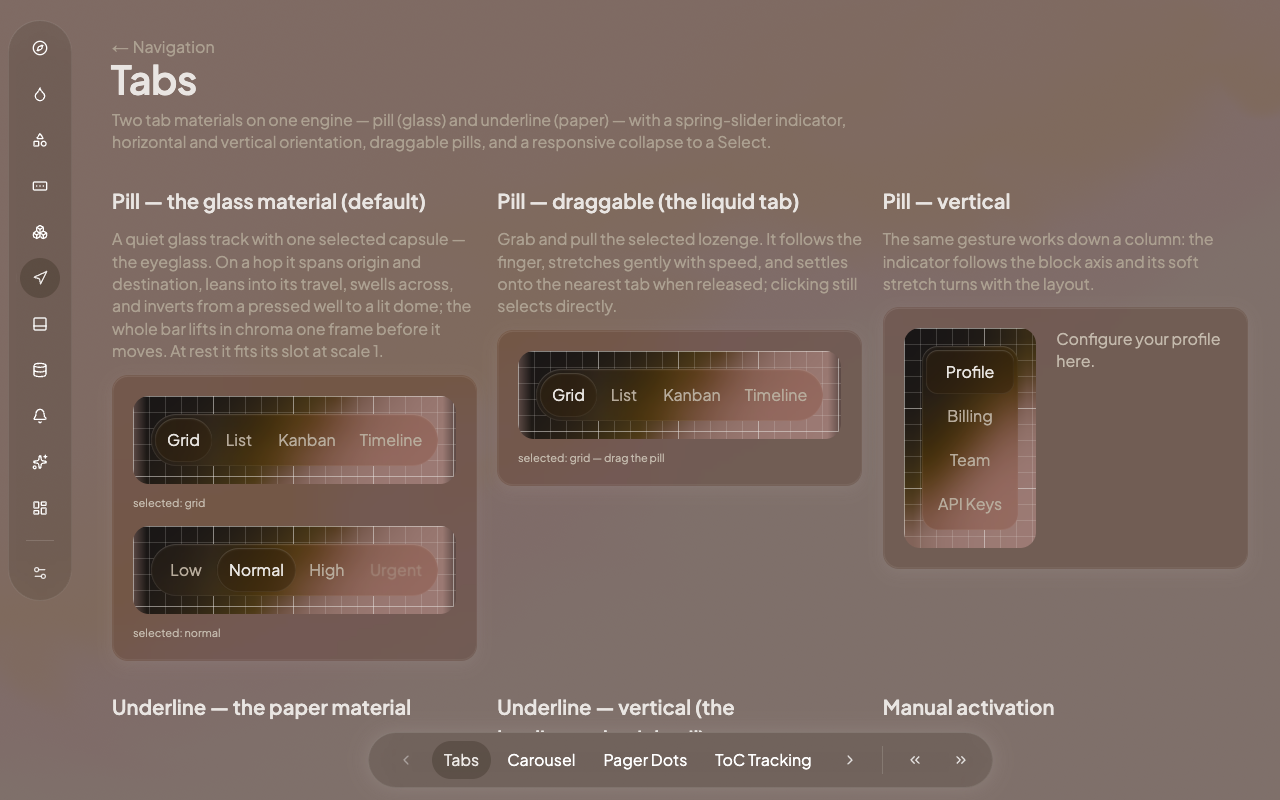 ← Navigation
Tabs
Two tab materials on one engine — pill (glass) and underline (paper) — with a spring-slider indicator,
horizontal and vertical orientation, draggable pills, and a responsive collapse to a Select.
Pill — the glass material (default)
A quiet glass track with one selected capsule —
the eyeglass. On a hop it spans origin and
destination, leans into its travel, swells across,
and inverts from a pressed well to a lit dome; the
whole bar lifts in chroma one frame before it
moves. At rest it fits its slot at scale 1.
Grid List Kanban Timeline
selected: grid
Low Normal High Urgent
selected: normal
Pill — draggable (the liquid tab)
Grab and pull the selected lozenge. It follows the
finger, stretches gently with speed, and settles
onto the nearest tab when released; clicking still
selects directly.
Grid List Kanban Timeline
selected: grid — drag the pill
Pill — vertical
The same gesture works down a column: the
indicator follows the block axis and its soft
stretch turns with the layout.
Profile
Billing
Team
API Keys
Configure your profile
here.
Underline — the paper material
Underline — vertical (the
Manual activation
Tabs Carousel Pager Dots ToC Tracking